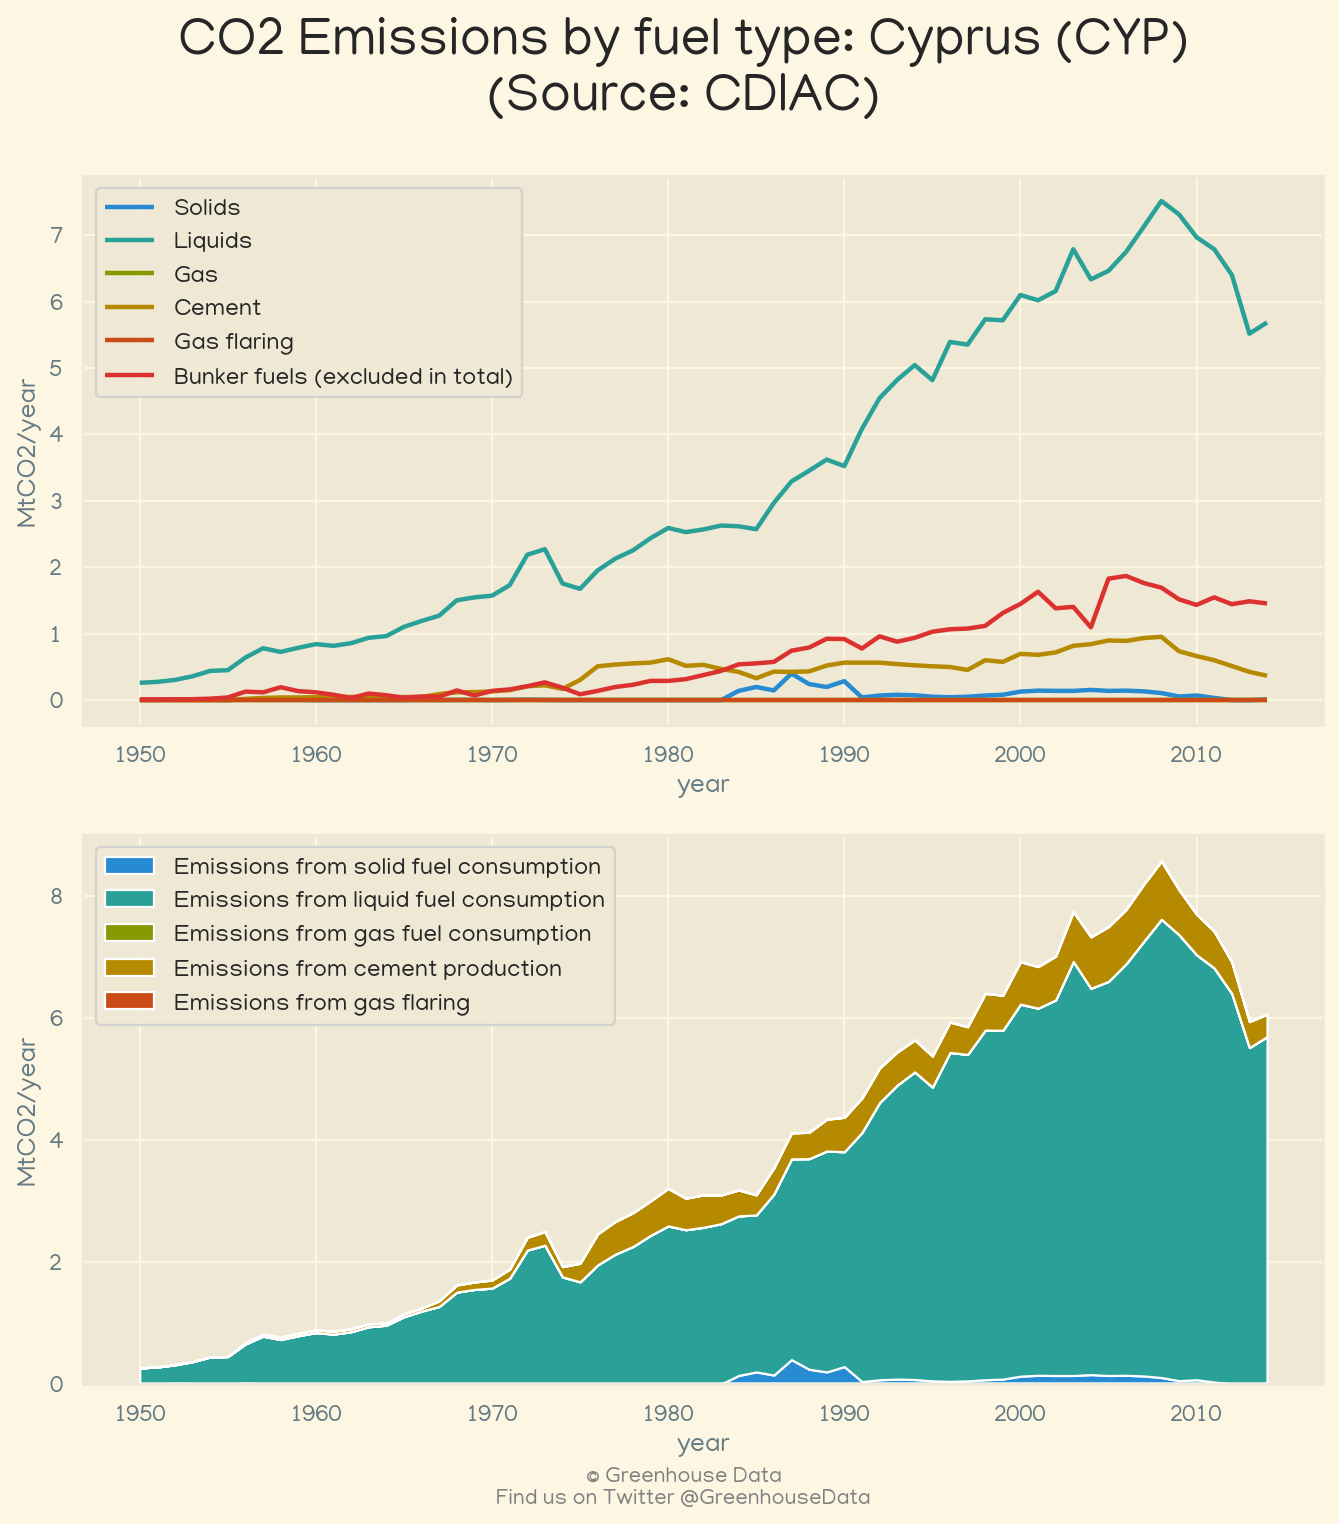 CO2 Emissions by fuel type: Cyprus (CYP)
(Source: CDIAC)
Solids
Liquids
Gas
Cement
Gas flaring
Bunker fuels (excluded in total)
MtCO2/year
7
6
5
4
3
2
1
0
1950 1960 1970 1980 1990 2000 2010
year
Emissions from solid fuel consumption
Emissions from liquid fuel consumption
Emissions from gas fuel consumption
Emissions from cement production
Emissions from gas flaring
MtCO2/year
8
6
4
2
0
1950 1960 1970 1980 1990 2000 2010
year
© Greenhouse Data
Find us on Twitter @GreenhouseData